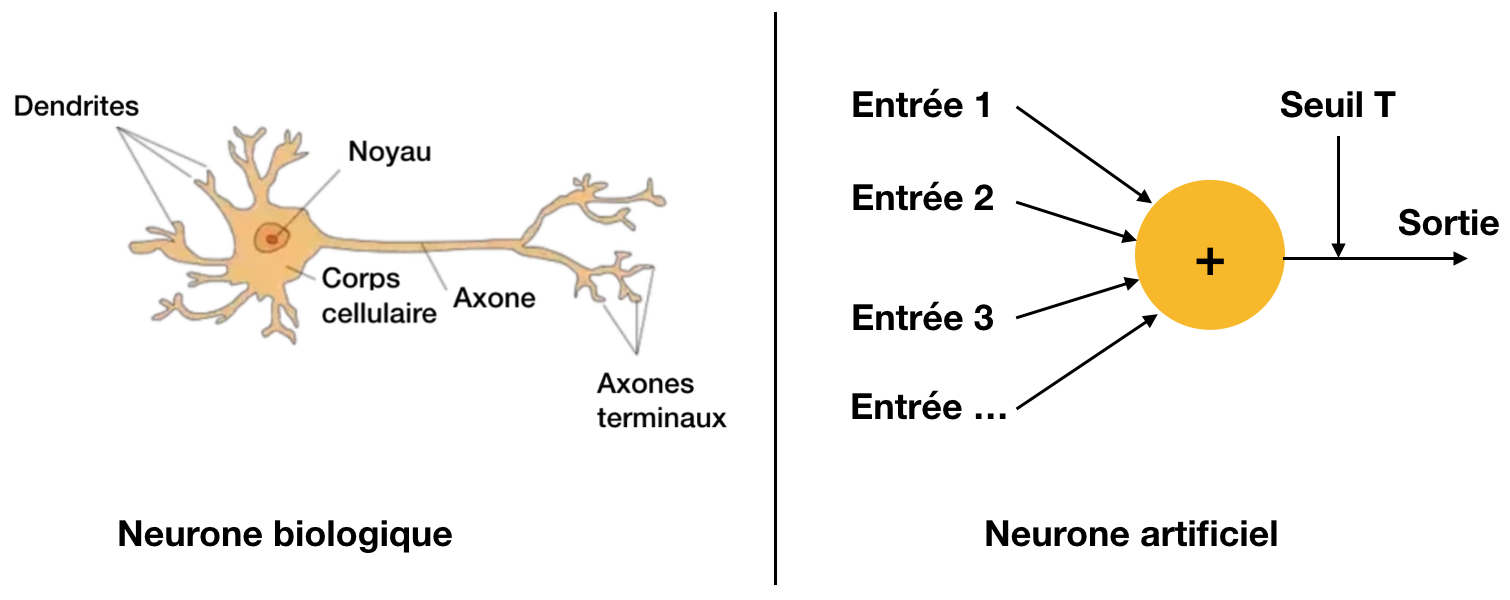 Dendrites
Noyau
Corps
cellulaire
Axone
Axones
terminaux
Neurone biologique
Entrée 1
Entrée 2
Entrée 3
Entrée ...
+
Seuil T
Sortie
Neurone artificiel